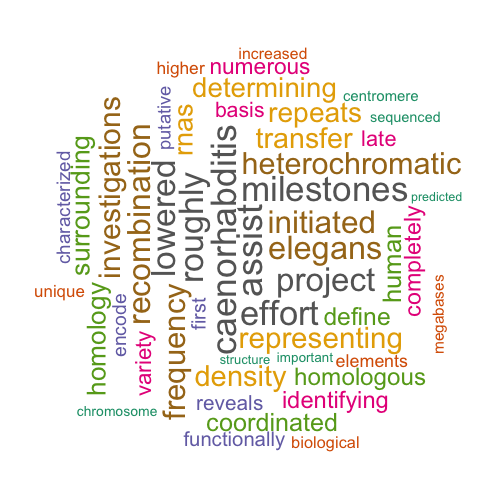 increased
higher
numerous
determining
centromere
putative
rnas
basis
repeats
sequenced
transfer
late
characterized
surrounding
investigations
recombination
lowered
roughly
caenorhabditis
assist
heterochromatic
milestones
predicted
initiated
elegans
human
completely
project
unique
homology
encode
variety
frequency
first
effort
define
megabases
representing
structure
important
elements
density
homologous
chromosome
reveals
identifying
coordinated
functionally
biological